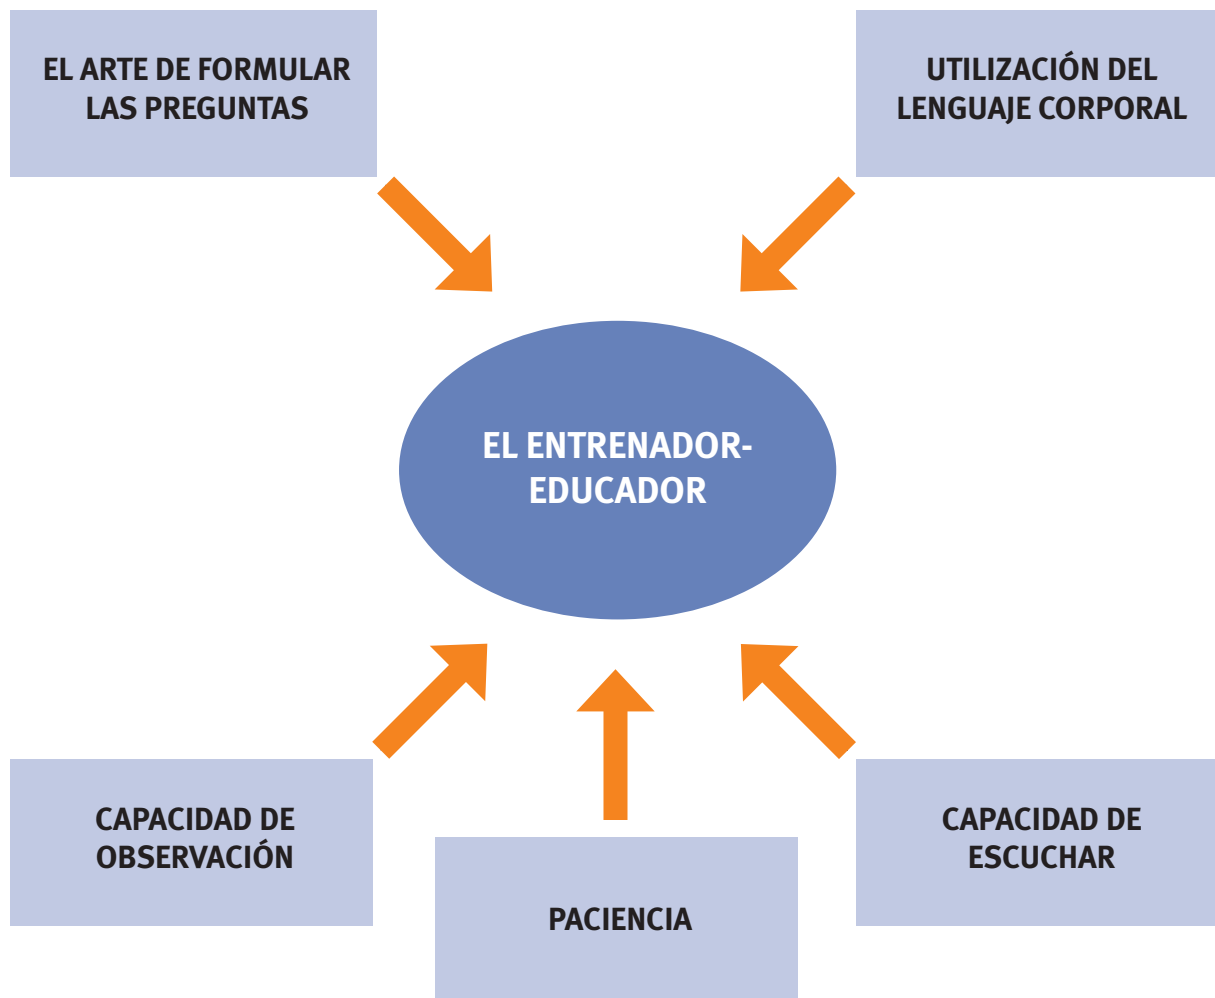 EL ARTE DE FORMULAR
LAS PREGUNTAS
UTILIZACIÓN DEL
LENGUAJE CORPORAL
EL ENTRENADOR-
EDUCADOR
CAPACIDAD DE
OBSERVACIÓN
PACIENCIA
CAPACIDAD DE
ESCUCHAR